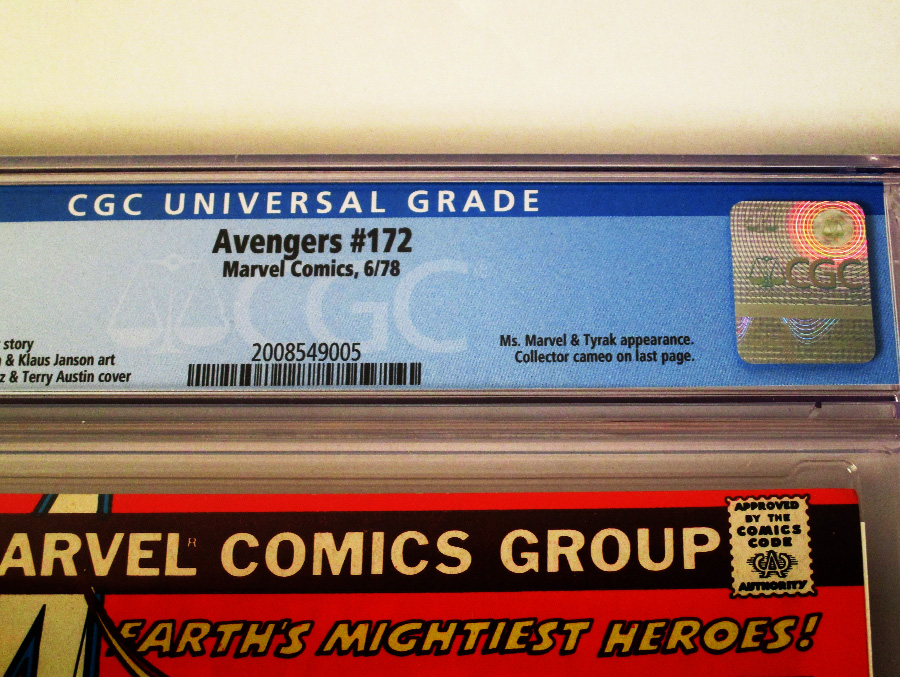 CGC UNIVERSAL GRADE
Avengers #172
Marvel Comics, 6/78
CGC
story
& Klaus Janson art
z & Terry Austin cover
2008549005
Ms. Marvel & Tyrak appearance.
Collector cameo on last page.
CGC
ARVEL COMICS GROUP
APPROVED
BY THE
COMICS
CODE
CA
AUTHORITY
EARTH'S MIGHTIEST HEROES!